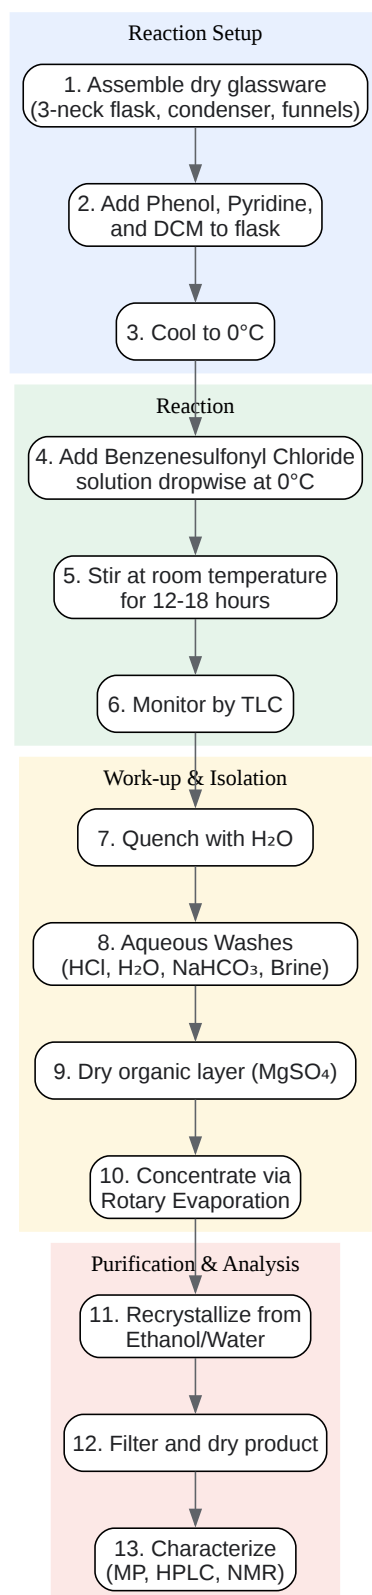 Reaction Setup
1. Assemble dry glassware
(3-neck flask, condenser, funnels)
2. Add Phenol, Pyridine,
and DCM to flask
3. Cool to 0°C
Reaction
4. Add Benzenesulfonyl Chloride
solution dropwise at 0°C
5. Stir at room temperature
for 12-18 hours
6. Monitor by TLC
Work-up & Isolation
7. Quench with H₂O
8. Aqueous Washes
(HCl, H₂O, NaHCO₃, Brine)
9. Dry organic layer (MgSO₄)
10. Concentrate via
Rotary Evaporation
Purification & Analysis
11. Recrystallize from
Ethanol/Water
12. Filter and dry product
13. Characterize
(MP, HPLC, NMR)